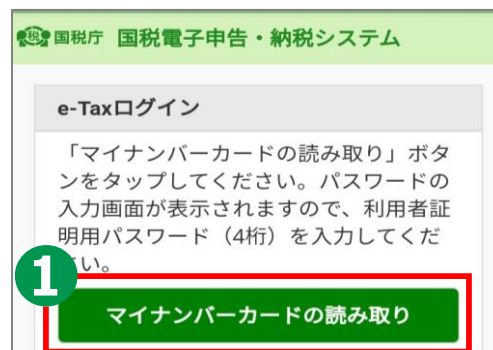 税 国税庁 国税電子申告・納税システム
e-Taxログイン
「マイナンバーカードの読み取り」ボタ
ンをタップしてください。パスワードの
入力画面が表示されますので、利用者証
明用パスワード（4桁）を入力してくだ
さい。
1
マイナンバーカードの読み取り